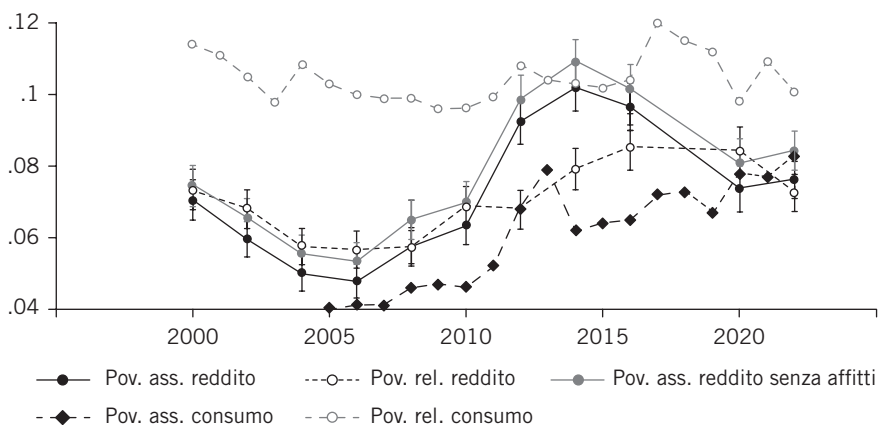 .12
.1
.08
.06
.04
2000 2005 2010 2015 2020
Pov. ass. reddito Pov. rel. reddito Pov. ass. reddito senza affitti
Pov. ass. consumo Pov. rel. consumo